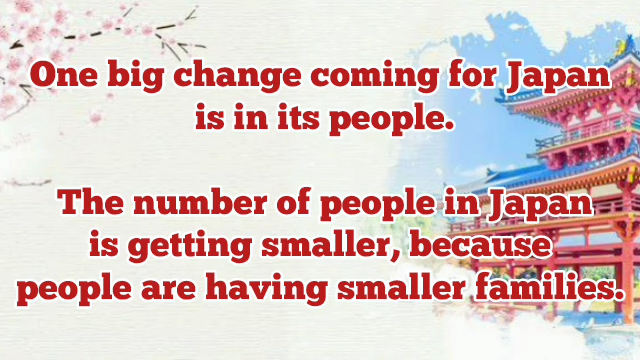 One big change coming for Japan
is in its people.
The number of people in Japan
is getting smaller, because
people are having smaller families.